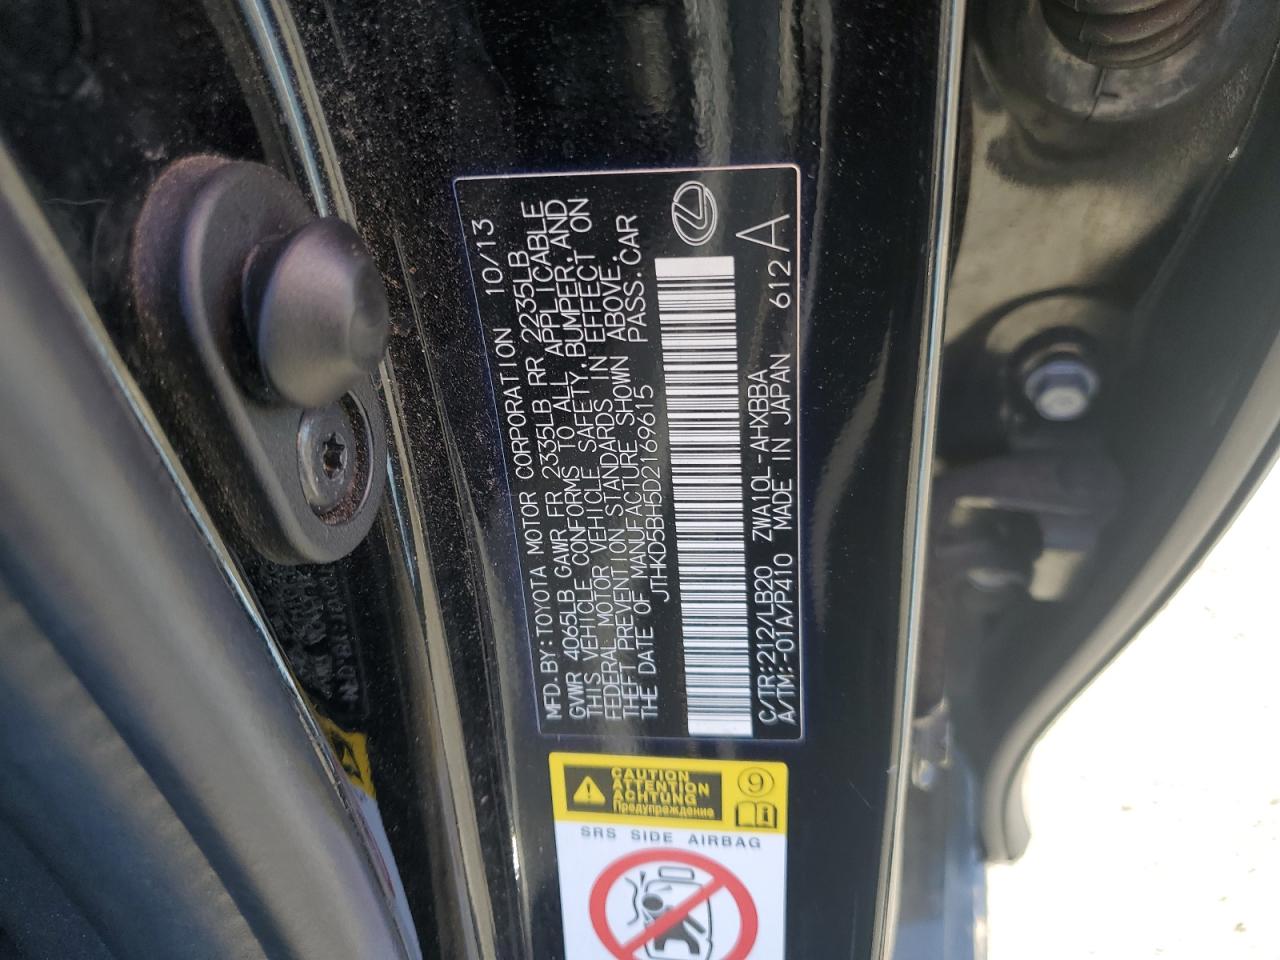 MFD. BY: TOYOTA MOTOR CORPORATION 10/13
GVWR 4065LB GAWR FR 2335LB RR 2235LB
THIS VEHICLE CONFORMS TO ALL APPLICABLE
FEDERAL MOTOR VEHICLE SAFETY, BUMPER, AND
THEFT PREVENTION STANDARDS IN EFFECT ON
THE DATE OF MANUFACTURE SHOWN ABOVE.
JTHKD5BH5D2169615 PASS. CAR
C/TR:212/LB20 ZWA10L-AHXBBA 612A
A/TM:-01A/P410 MADE IN JAPAN
CAUTION
ATTENTION
ACHTUNG
Предупреждение
9
SRS SIDE AIRBAG